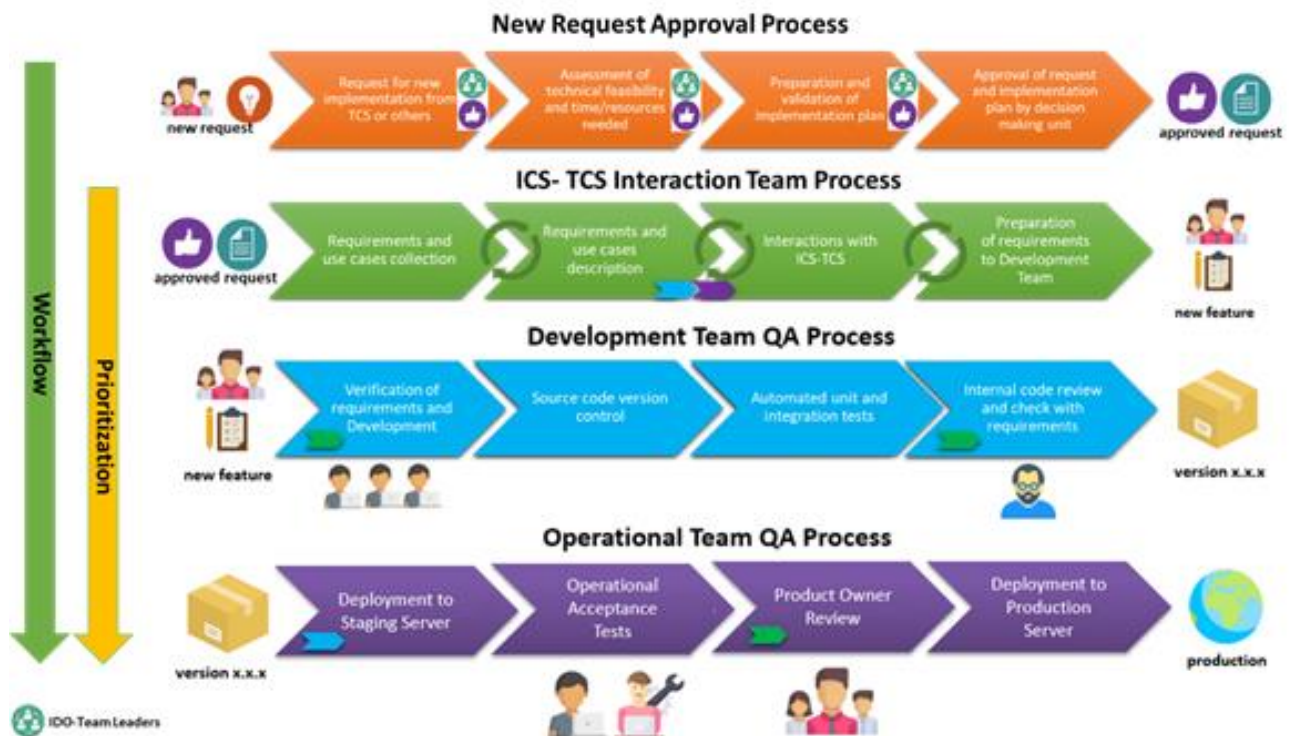 New Request Approval Process
Request for new
implementation from
TCS or others
Assessment of
technical feasibility
and time/resources
needed
Preparation and
validation of
implementation plan
Approval of request
and implementation
plan by decision
making unit
new request
approved request
ICS- TCS Interaction Team Process
Requirements and
use cases collection
Requirements and
use cases
description
Interactions with
ICS-TCS
Preparation
of requirements
to Development
Team
approved request
new feature
Workflow
Prioritization
Development Team QA Process
Verification of
requirements and
Development
Source code version
control
Automated unit and
integration tests
Internal code review
and check with
requirements
new feature
version x.x.x
Operational Team QA Process
Deployment to
Staging Server
Operational
Acceptance
Tests
Product Owner
Review
Deployment to
Production
Server
version x.x.x
production
IDO-Team Leaders